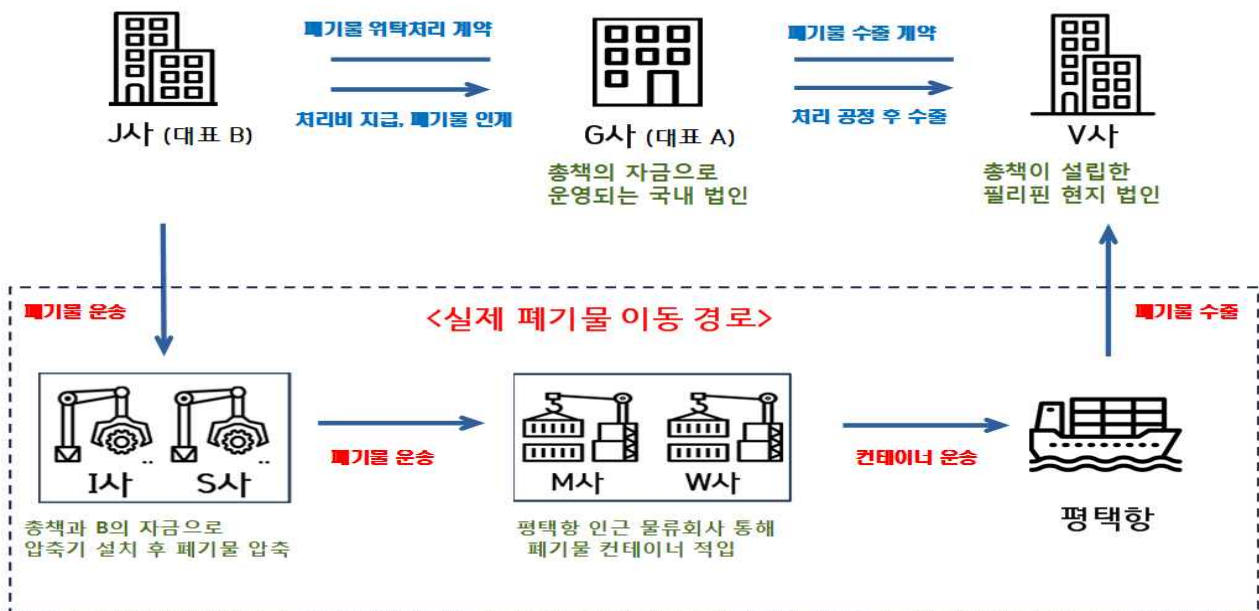 폐기물 위탁처리 계약
처리비 지급, 폐기물 인계
폐기물 수출 계약
처리 공정 후 수출
J사 (대표 B)
G사 (대표 A)
V사
총책의 자금으로
운영되는 국내 법인
총책이 설립한
필리핀 현지 법인
폐기물 운송
<실제 폐기물 이동 경로>
폐기물 수출
I사
S사
폐기물 운송
M사
W사
컨테이너 운송
평택항
총책과 B의 자금으로
압축기 설치 후 폐기물 압축
평택항 인근 물류회사 통해
폐기물 컨테이너 적입